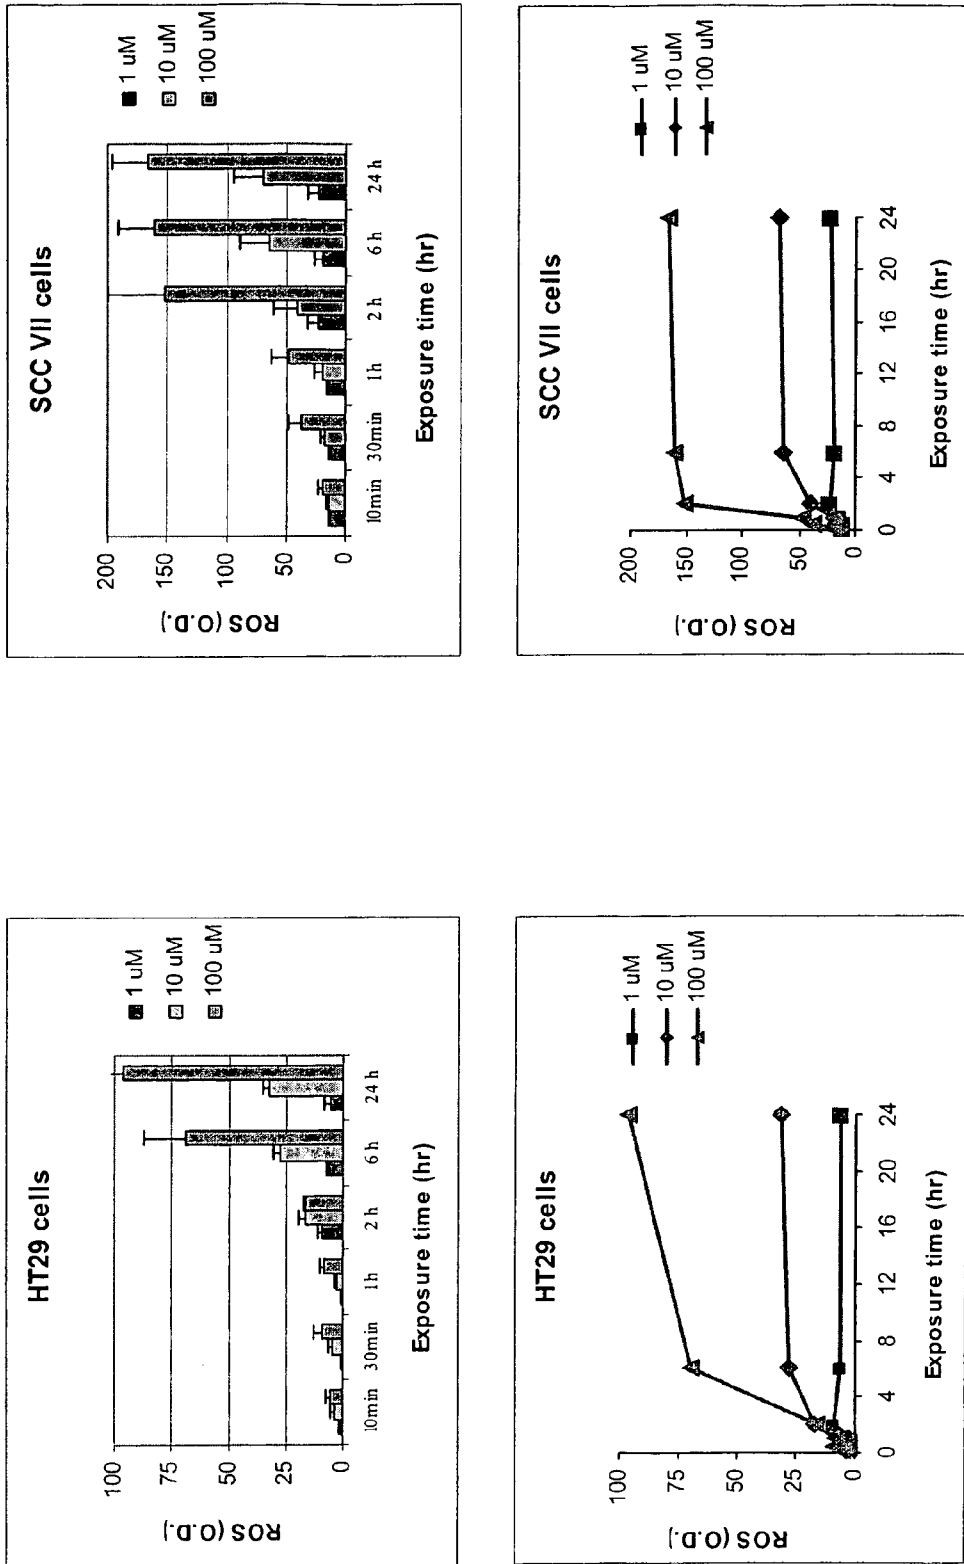 HT29 cells
ROS (O.D.)
100
75
50
25
0
10min
30min
1h
2 h
6 h
24 h
Exposure time (hr)
1 uM
10 uM
100 uM
SCC VII cells
ROS (O.D.)
200
150
100
50
0
10min
30min
1h
2 h
6 h
24 h
Exposure time (hr)
1 uM
10 uM
100 uM
HT29 cells
ROS (O.D.)
100
75
50
25
0
0
4
8
12
16
20
24
Exposure time (hr)
1 uM
10 uM
100 uM
SCC VII cells
ROS (O.D.)
200
150
100
50
0
0
4
8
12
16
20
24
Exposure time (hr)
1 uM
10 uM
100 uM